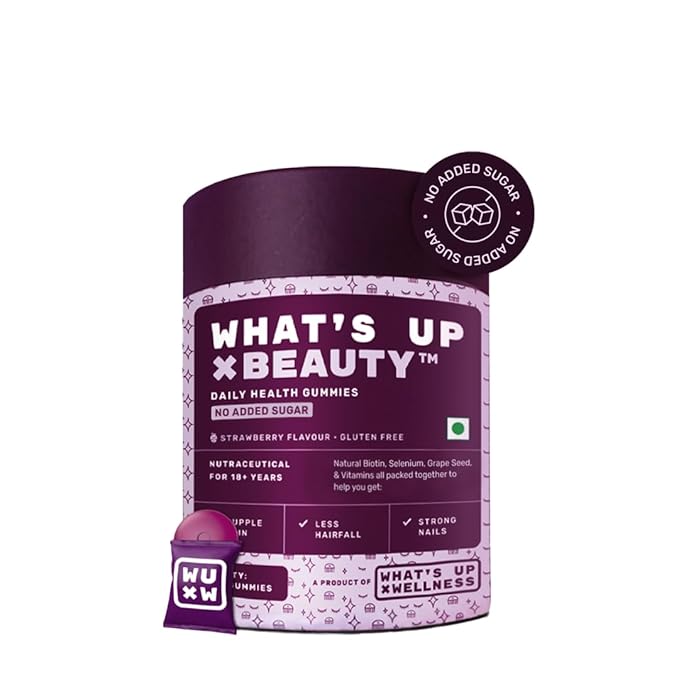 NO ADDED SUGAR • NO ADDED SUGAR •
WHAT'S UP
×BEAUTY™
DAILY HEALTH GUMMIES
NO ADDED SUGAR
STRAWBERRY FLAVOUR • GLUTEN FREE
NUTRACEUTICAL
FOR 18+ YEARS
Natural Biotin, Selenium, Grape Seed,
& Vitamins all packed together to
help you get:
✓ LESS
HAIRFALL
✓ STRONG
NAILS
WU
×W
A PRODUCT OF
WHAT'S UP
×WELLNESS